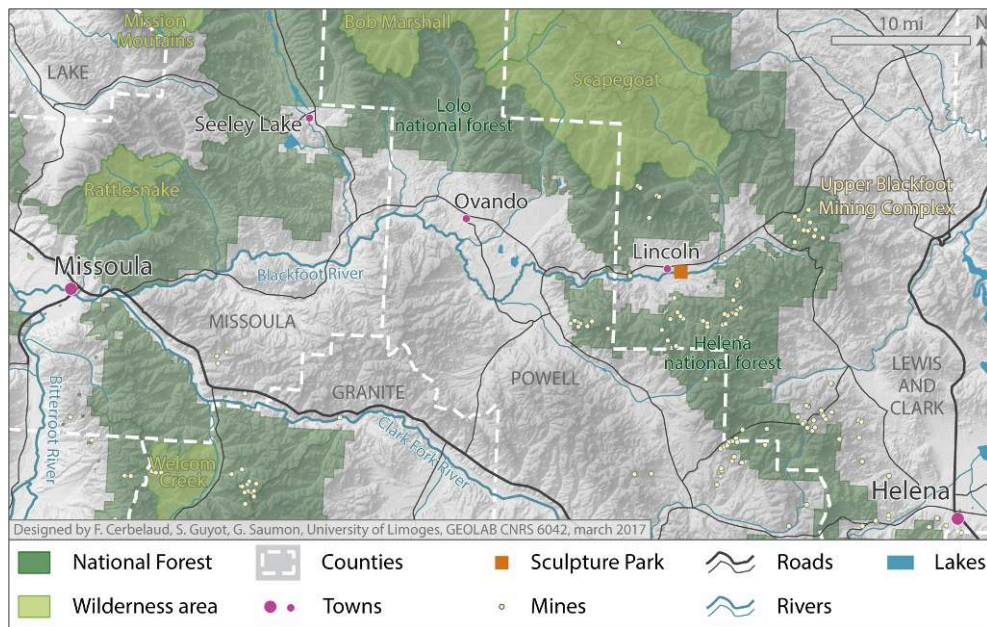 Mission
Moutains
Bob Marshall
10 mi
N
LAKE
Scapegoat
Seeley Lake
Lolo
national forest
Rattlesnake
Ovando
Upper Blackfoot
Mining Complex
Lincoln
Missoula
Blackfoot River
MISSOULA
Helena
national forest
GRANITE
POWELL
LEWIS
AND
CLARK
Bitterroot River
Clark Fork River
Welcom
Creek
Helena
Designed by F. Cerbelaud, S. Guyot, G. Saumon, University of Limoges, GEOLAB CNRS 6042, march 2017
National Forest
Counties
Sculpture Park
Roads
Lakes
Wilderness area
Towns
Mines
Rivers